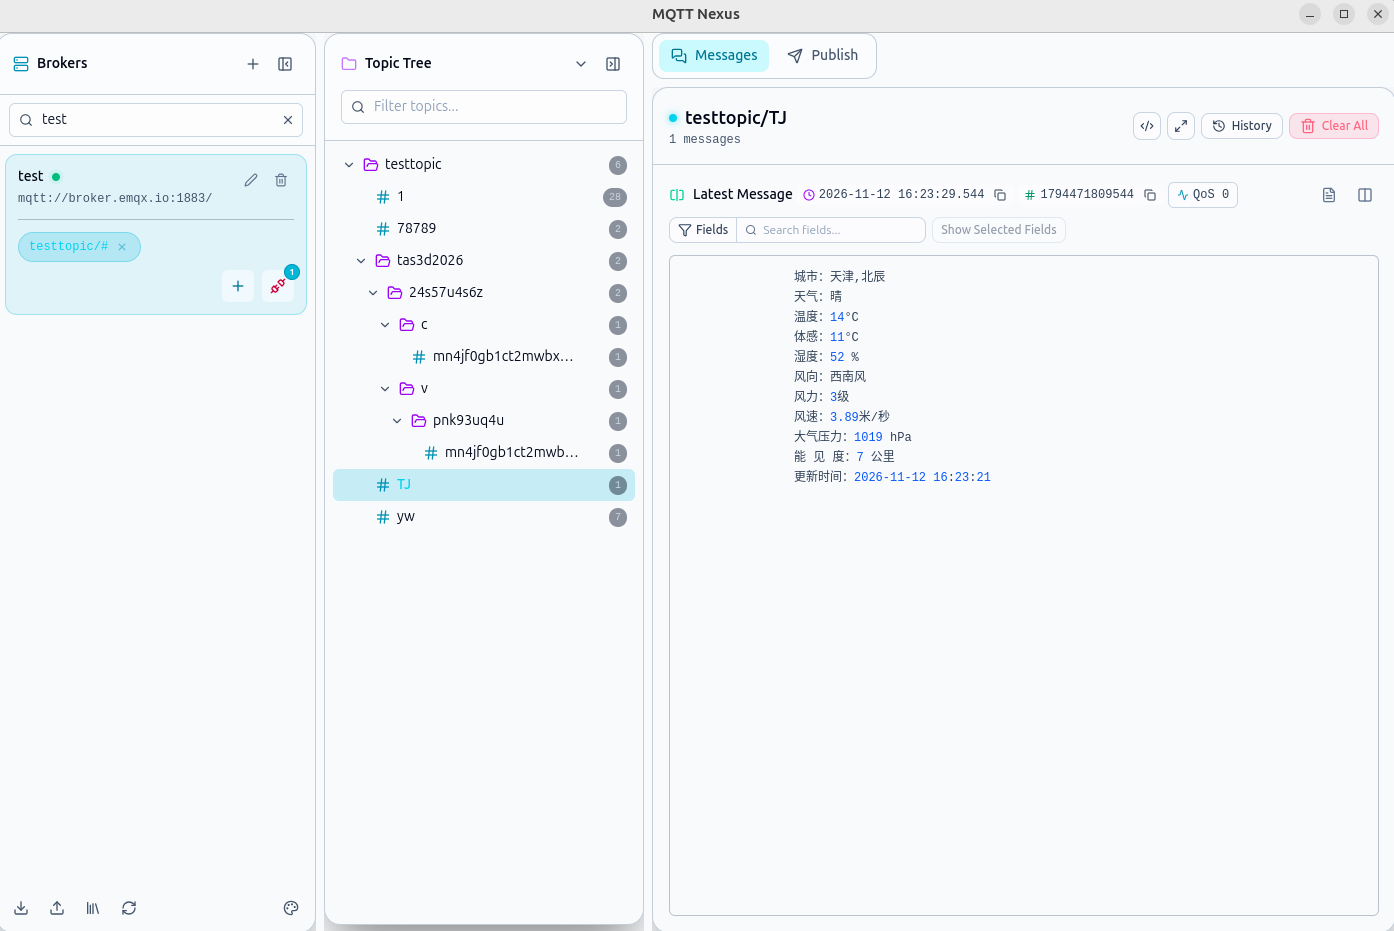 MQTT Nexus
Brokers
test
test
mqtt://broker.emqx.io:1883/
testtopic/#
1
Topic Tree
Filter topics...
testtopic 6
1 28
78789 2
tas3d2026 2
24s57u4s6z 2
c 1
mn4jf0gb1ct2mwbx... 1
v 1
pnk93uq4u 1
mn4jf0gb1ct2mwb... 1
TJ 1
yw 7
Messages Publish
testtopic/TJ
1 messages
History Clear All
Latest Message 2026-11-12 16:23:29.544 1794471809544 QoS 0
Fields Search fields... Show Selected Fields
城市: 天津,北辰
天气: 晴
温度: 14°C
体感: 11°C
湿度: 52 %
风向: 西南风
风力: 3级
风速: 3.89米/秒
大气压力: 1019 hPa
能 见 度: 7 公里
更新时间: 2026-11-12 16:23:21